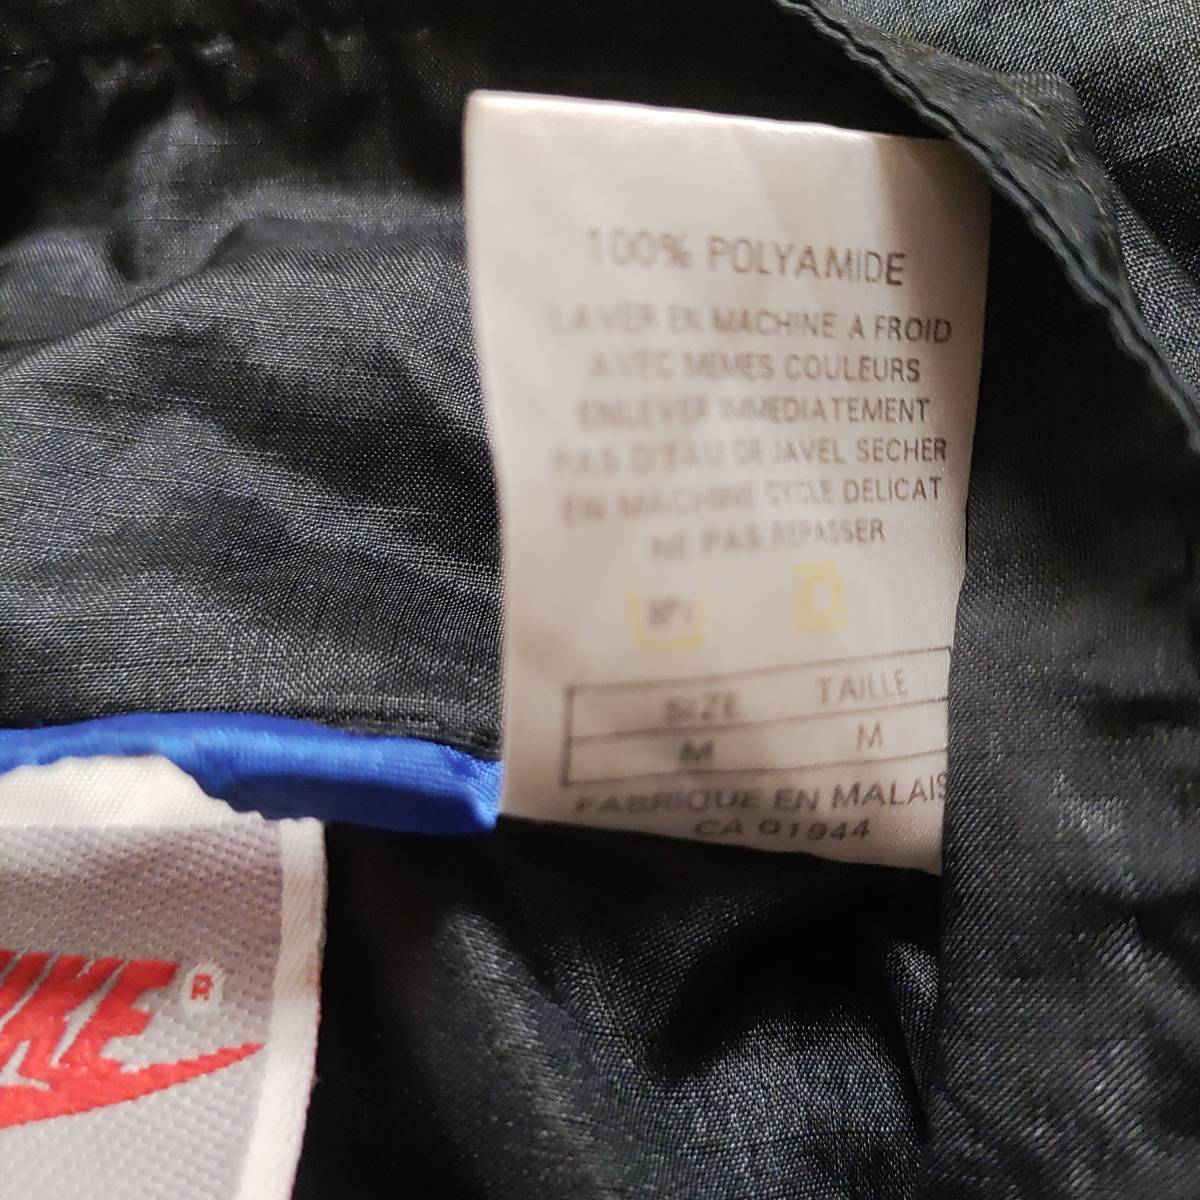 100% POLYAMIDE
LAVER EN MACHINE A FROID
AVEC MEMES COULEURS
ENLEVER IMMEDIATEMENT
PAS D'EAU DE JAVEL SECHER
EN MACHINE CYCLE DELICAT
NE PAS REPASSER
SIZE TAILLE
M M
FABRIQUE EN MALAIS
CA 01944
IKE ®